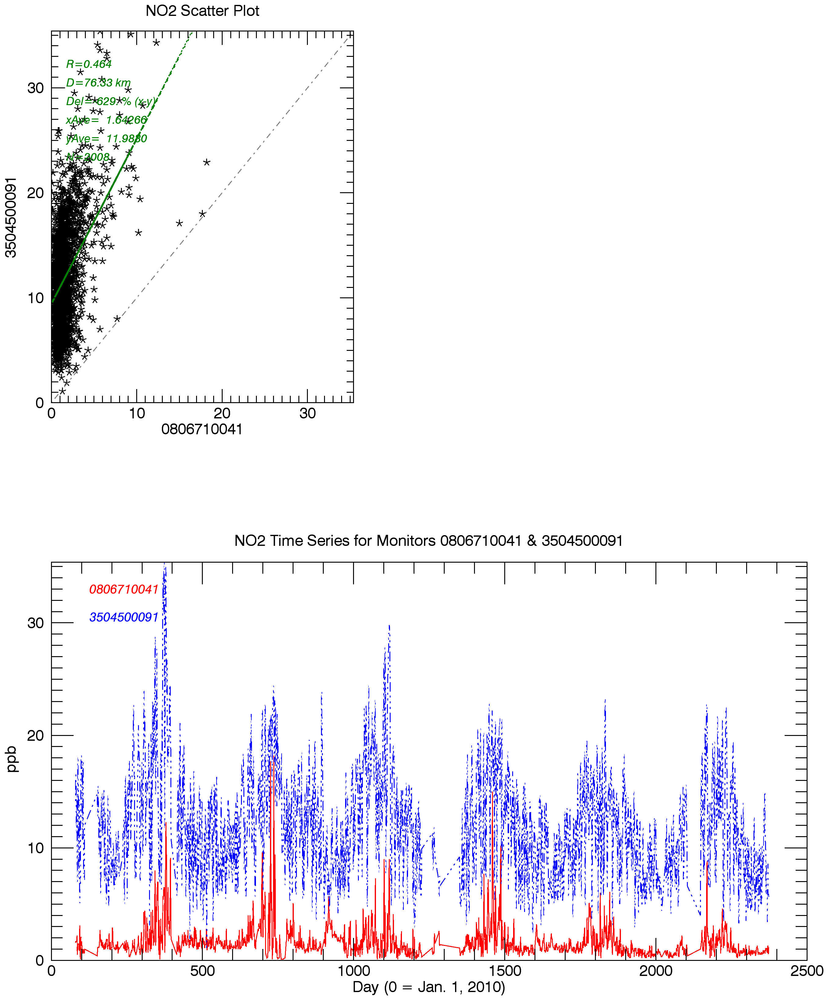 NO2 Scatter Plot
R=0.464
D=76.33 km
Del= 629. % (x-y)
xAve= 1.64266
yAve= 11.9880
N=2008
3504500091
0
10
20
30
0
10
20
30
0806710041
NO2 Time Series for Monitors 0806710041 & 3504500091
0806710041
3504500091
ppb
0
10
20
30
0
500
1000
1500
2000
2500
Day (0 = Jan. 1, 2010)